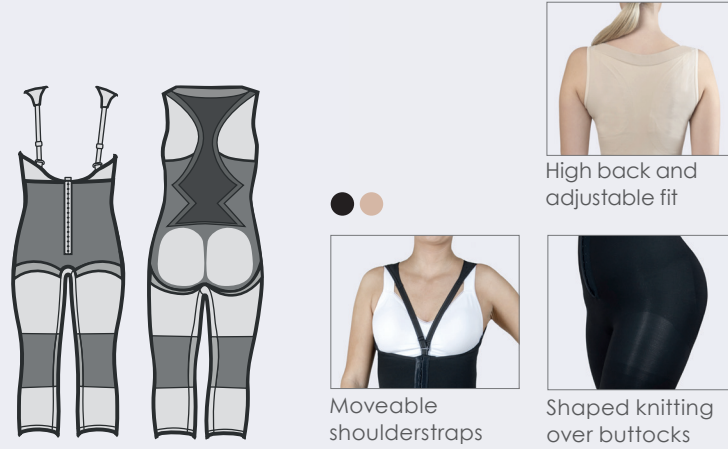 High back and
adjustable fit
Moveable
shoulderstraps
Shaped knitting
over buttocks